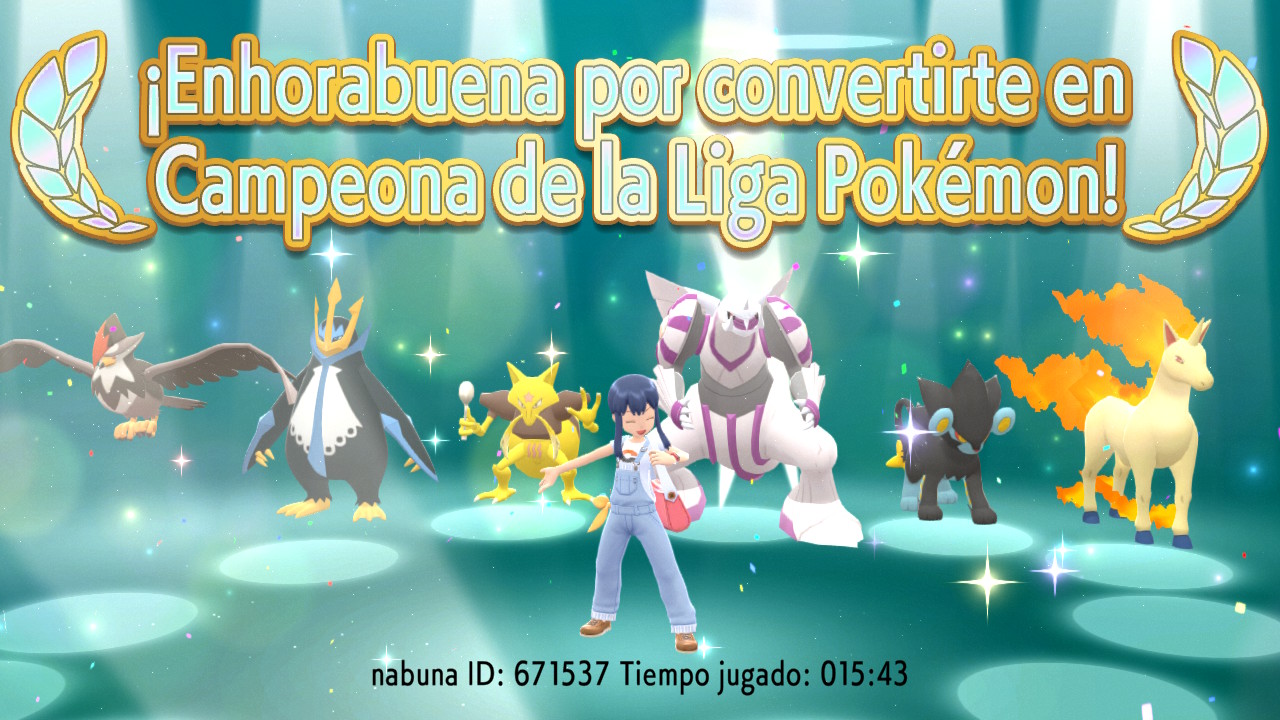 ¡Enhorabuena por convertirte en
Campeona de la Liga Pokémon!
nabuna ID: 671537 Tiempo jugado: 015:43